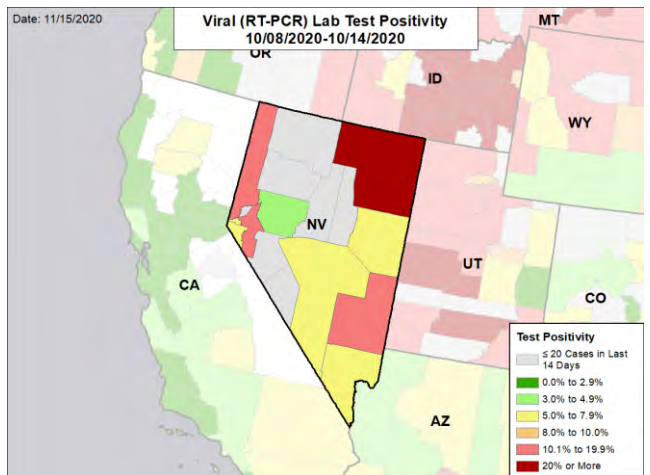 Date: 11/15/2020
Viral (RT-PCR) Lab Test Positivity
10/08/2020-10/14/2020
MT
OR
ID
WY
NV
UT
CA
CO
AZ
Test Positivity
≤ 20 Cases in Last
14 Days
0.0% to 2.9%
3.0% to 4.9%
5.0% to 7.9%
8.0% to 10.0%
10.1% to 19.9%
20% or More